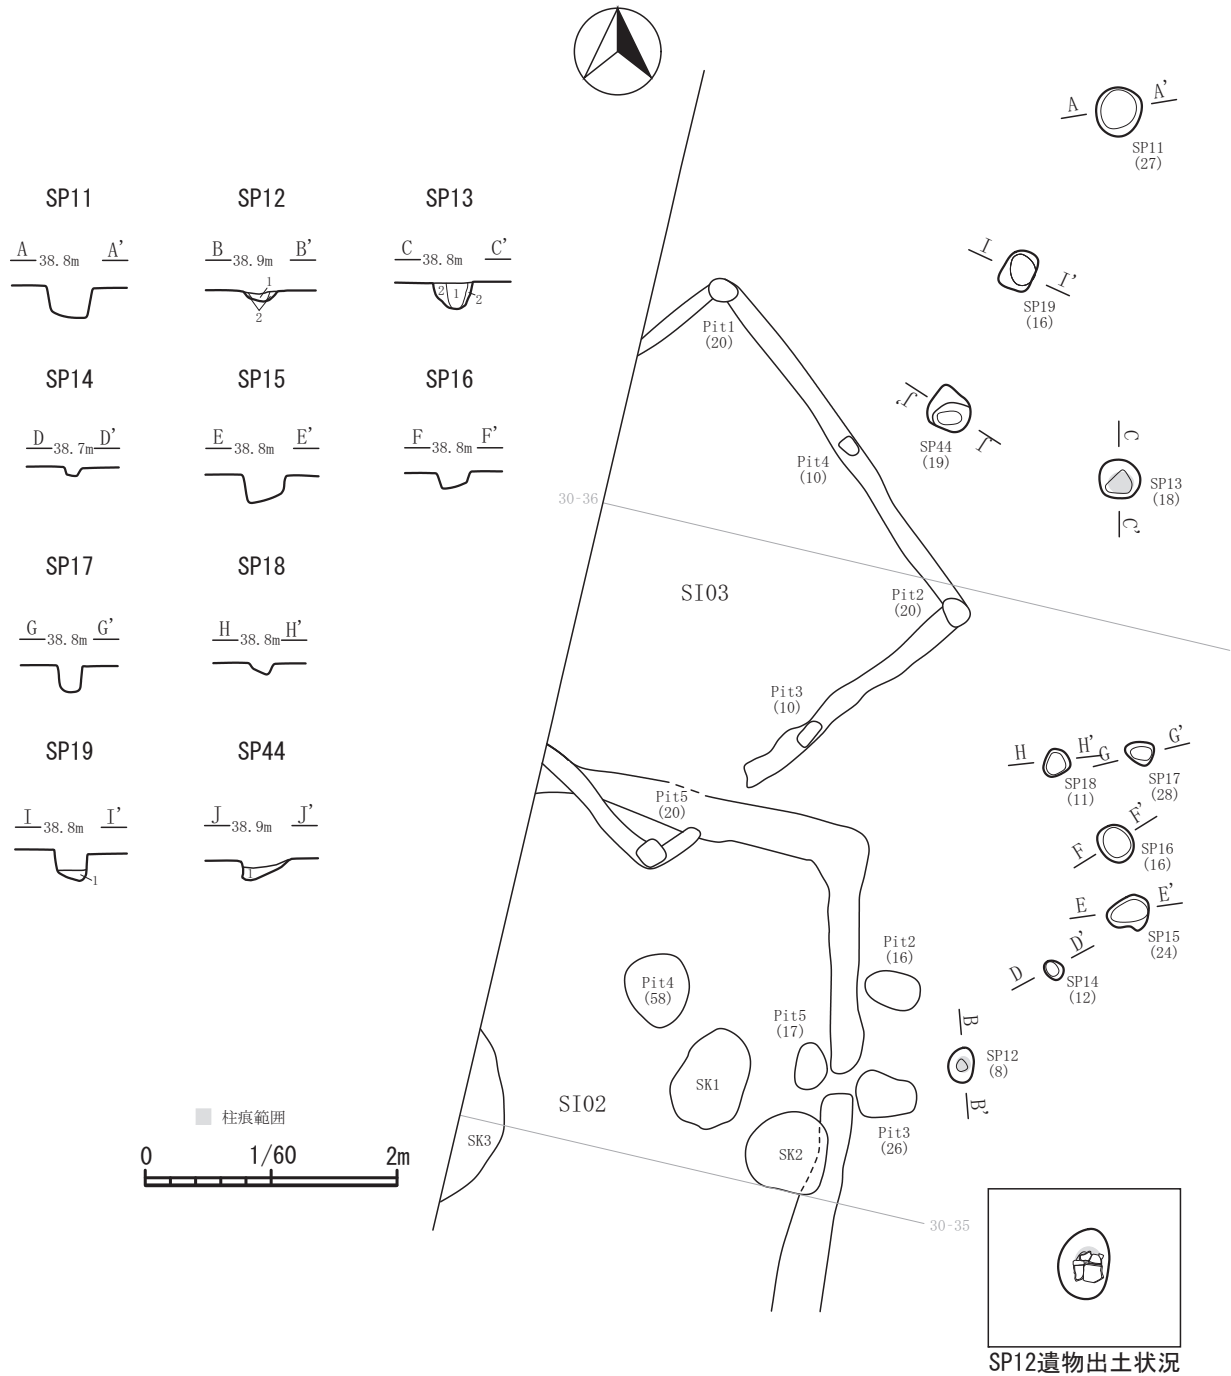 SP11
A 38.8m A'
SP12
B 38.9m B'
1
2
SP13
C 38.8m C'
2 1 2
SP14
D 38.7m D'
SP15
E 38.8m E'
SP16
F 38.8m F'
SP17
G 38.8m G'
SP18
H 38.8m H'
SP19
I 38.8m I'
1
SP44
J 38.9m J'
1
A A'
SP11
(27)
I I'
SP19
(16)
J' J
SP44
(19)
C
SP13
(18)
C'
Pit1
(20)
Pit4
(10)
30-36
SI03
Pit2
(20)
Pit3
(10)
H H'
SP18
(11)
G G'
SP17
(28)
F F'
SP16
(16)
E E'
SP15
(24)
D D'
SP14
(12)
B
SP12
(8)
B'
Pit5
(20)
Pit2
(16)
Pit4
(58)
Pit5
(17)
SK1
SI02
Pit3
(26)
SK3
SK2
30-35
柱痕範囲
0 1/60 2m
SP12遺物出土状況